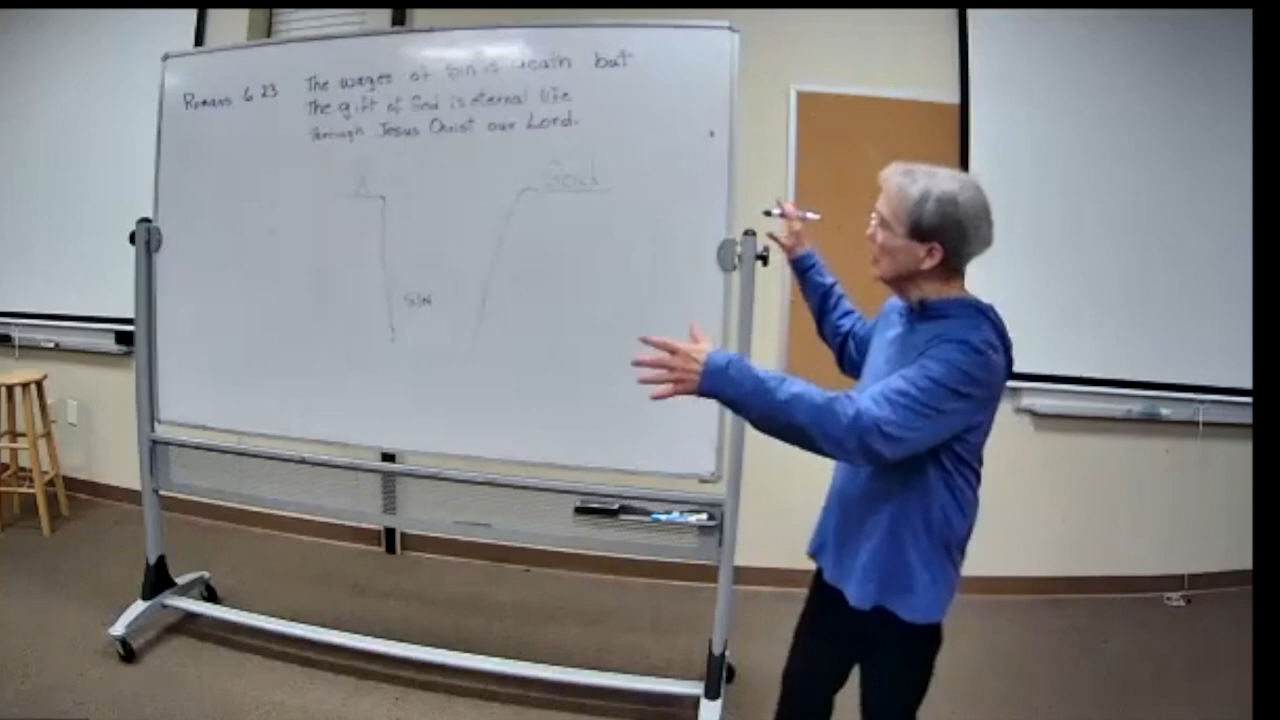 Romans 6 23 The wages of sin is death but
The gift of God is eternal life
through Jesus Christ our Lord.
God
SIN